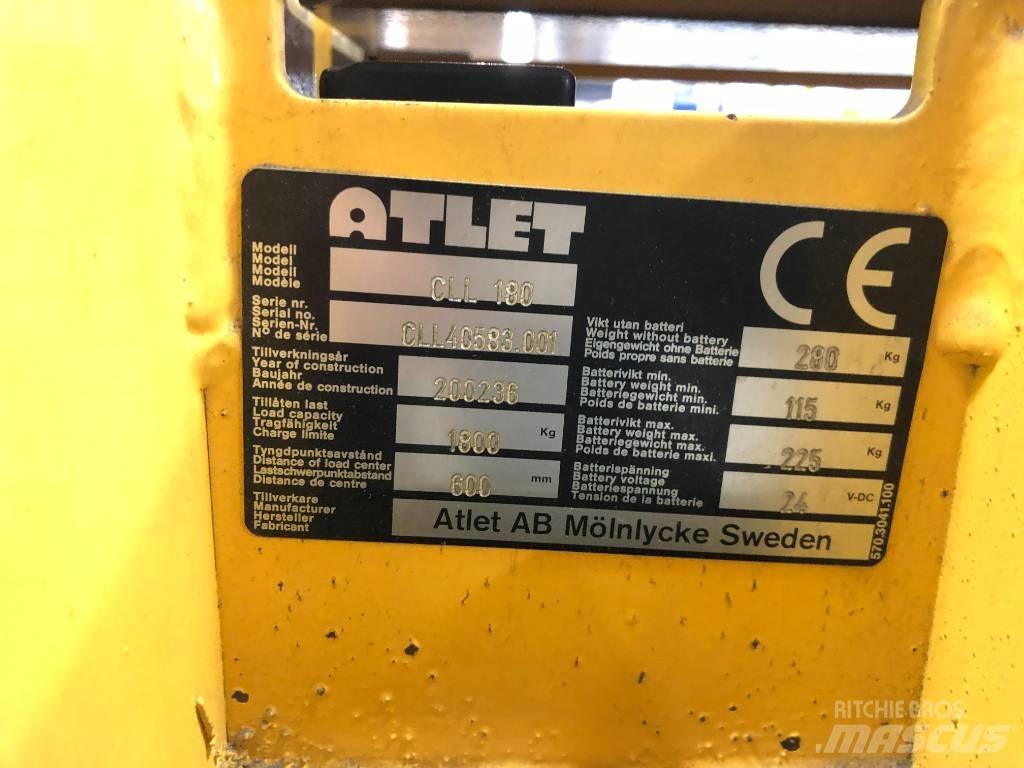 ATLET
CE
Modell
Model
Modell
Modèle
CLL 180
Serie nr.
Serial no.
Serien-Nr.
N° de série
CLL40583.001
Tillverkningsår
Year of construction
Baujahr
Année de construction
200236
Tillåten last
Load capacity
Tragfähigkeit
Charge limite
1800 Kg
Tyngdpunktsavstånd
Distance of load center
Lastschwerpunktabstand
Distance de centre
600 mm
Tillverkare
Manufacturer
Hersteller
Fabricant
Atlet AB Mölnlycke Sweden
Vikt utan batteri
Weight without battery
Eigengewicht ohne Batterie
Poids propre sans batterie
280 Kg
Batterivikt min.
Battery weight min.
Batteriegewicht min.
Poids de batterie mini.
115 Kg
Batterivikt max.
Battery weight max.
Batteriegewicht max.
Poids de batterie maxi.
225 Kg
Batterispänning
Battery voltage
Batteriespannung
Tension de la batterie
24 V-DC
570.3041.100
RITCHIE BROS.
MASCUS